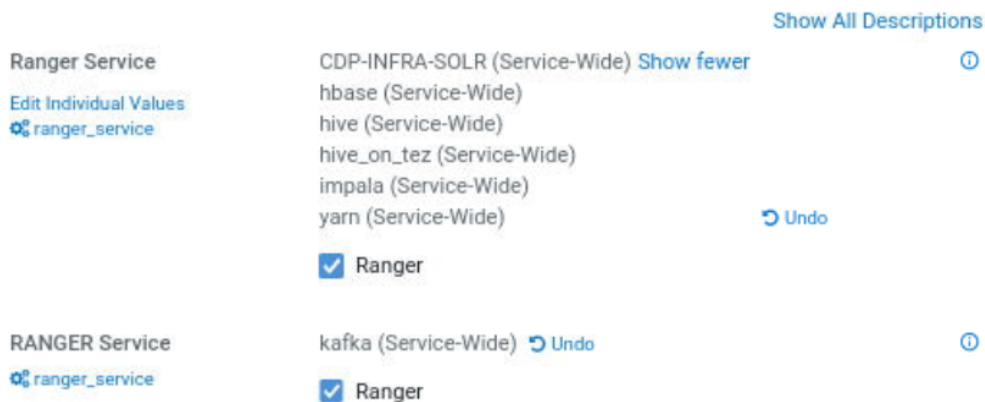 Show All Descriptions
Ranger Service
CDP-INFRA-SOLR (Service-Wide) Show fewer
Edit Individual Values
ranger_service
hbase (Service-Wide)
hive (Service-Wide)
hive_on_tez (Service-Wide)
impala (Service-Wide)
yarn (Service-Wide) Undo
Ranger
RANGER Service
kafka (Service-Wide) Undo
ranger_service
Ranger